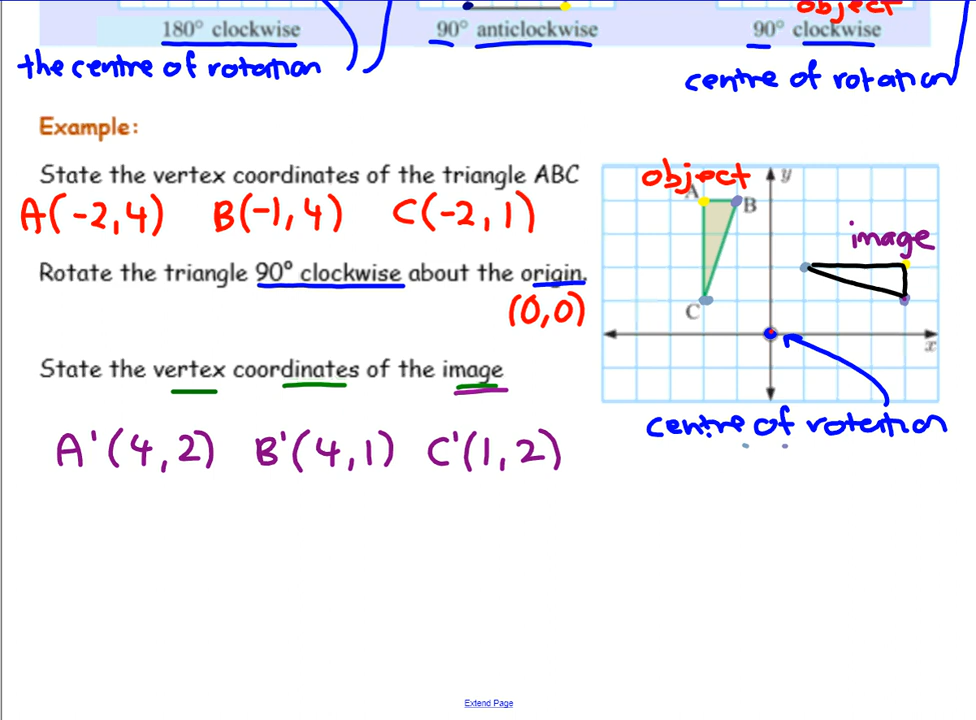 object
180° clockwise
90° anticlockwise
90° clockwise
the centre of rotation
centre of rotation
Example:
State the vertex coordinates of the triangle ABC
A(-2,4) B(-1,4) C(-2,1)
Rotate the triangle 90° clockwise about the origin.
(0,0)
State the vertex coordinates of the image
A'(4,2) B'(4,1) C'(1,2)
object
y
A
B
image
C
x
centre of rotation
Extend Page